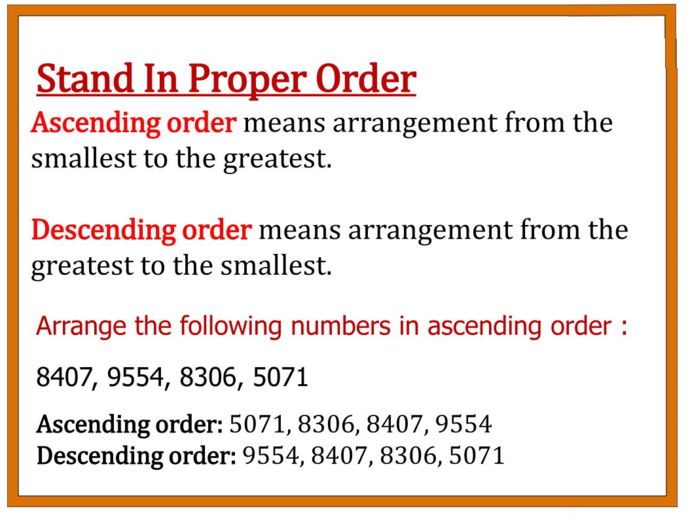 Stand In Proper Order
Ascending order means arrangement from the
smallest to the greatest.
Descending order means arrangement from the
greatest to the smallest.
Arrange the following numbers in ascending order :
8407, 9554, 8306, 5071
Ascending order: 5071, 8306, 8407, 9554
Descending order: 9554, 8407, 8306, 5071